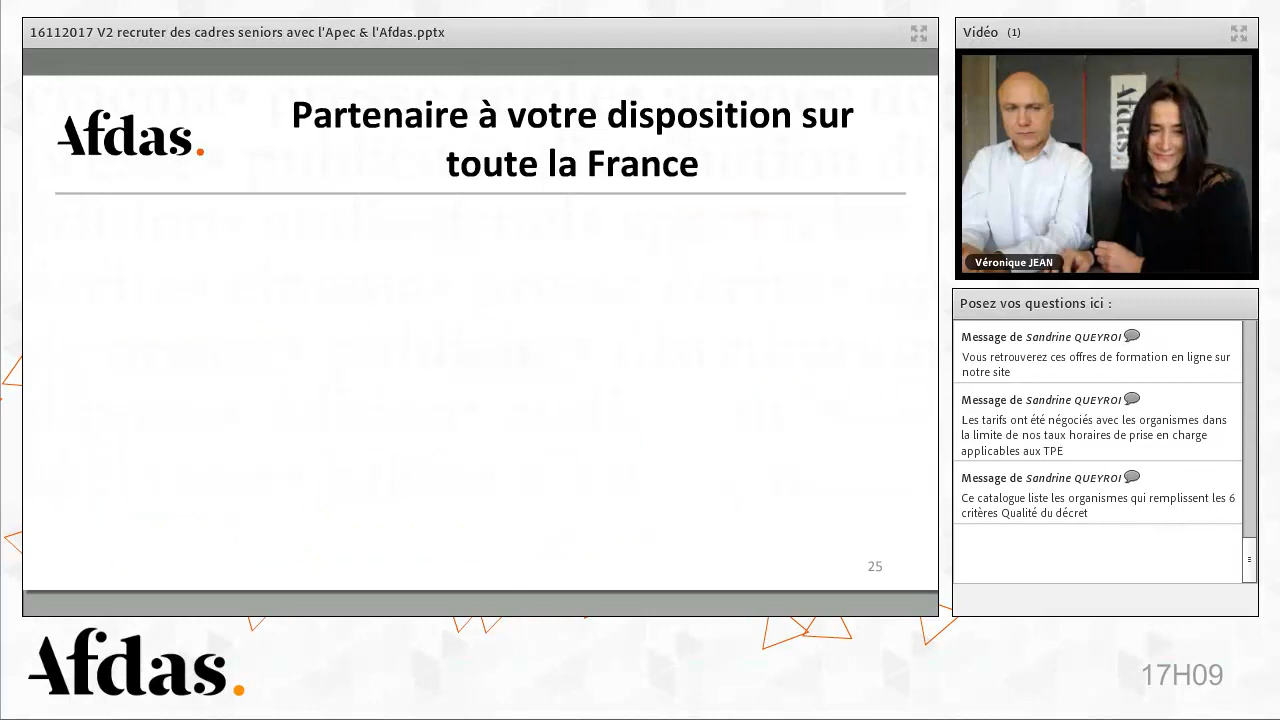 16112017 V2 recruter des cadres seniors avec l'Apec & l'Afdas.pptx
Afdas.
Partenaire à votre disposition sur
toute la France
25
Vidéo (1)
Afdas.
Véronique JEAN
Posez vos questions ici :
Message de Sandrine QUEYROI
Vous retrouverez ces offres de formation en ligne sur
notre site
Message de Sandrine QUEYROI
Les tarifs ont été négociés avec les organismes dans
la limite de nos taux horaires de prise en charge
applicables aux TPE
Message de Sandrine QUEYROI
Ce catalogue liste les organismes qui remplissent les 6
critères Qualité du décret
Afdas.
17H09